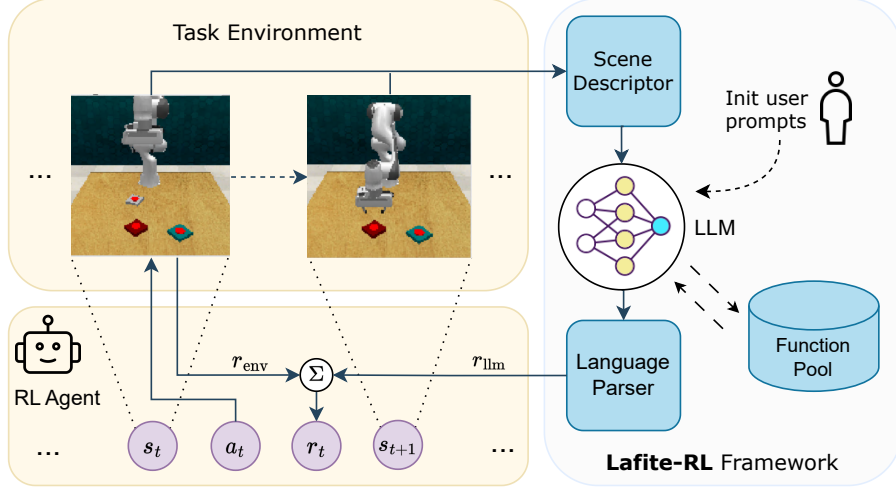 Task Environment
...
...
Scene
Descriptor
Init user
prompts
LLM
Function
Pool
Language
Parser
Lafite-RL Framework
RL Agent
r_env
Σ
r_llm
...
s_t
a_t
r_t
s_{t+1}
...